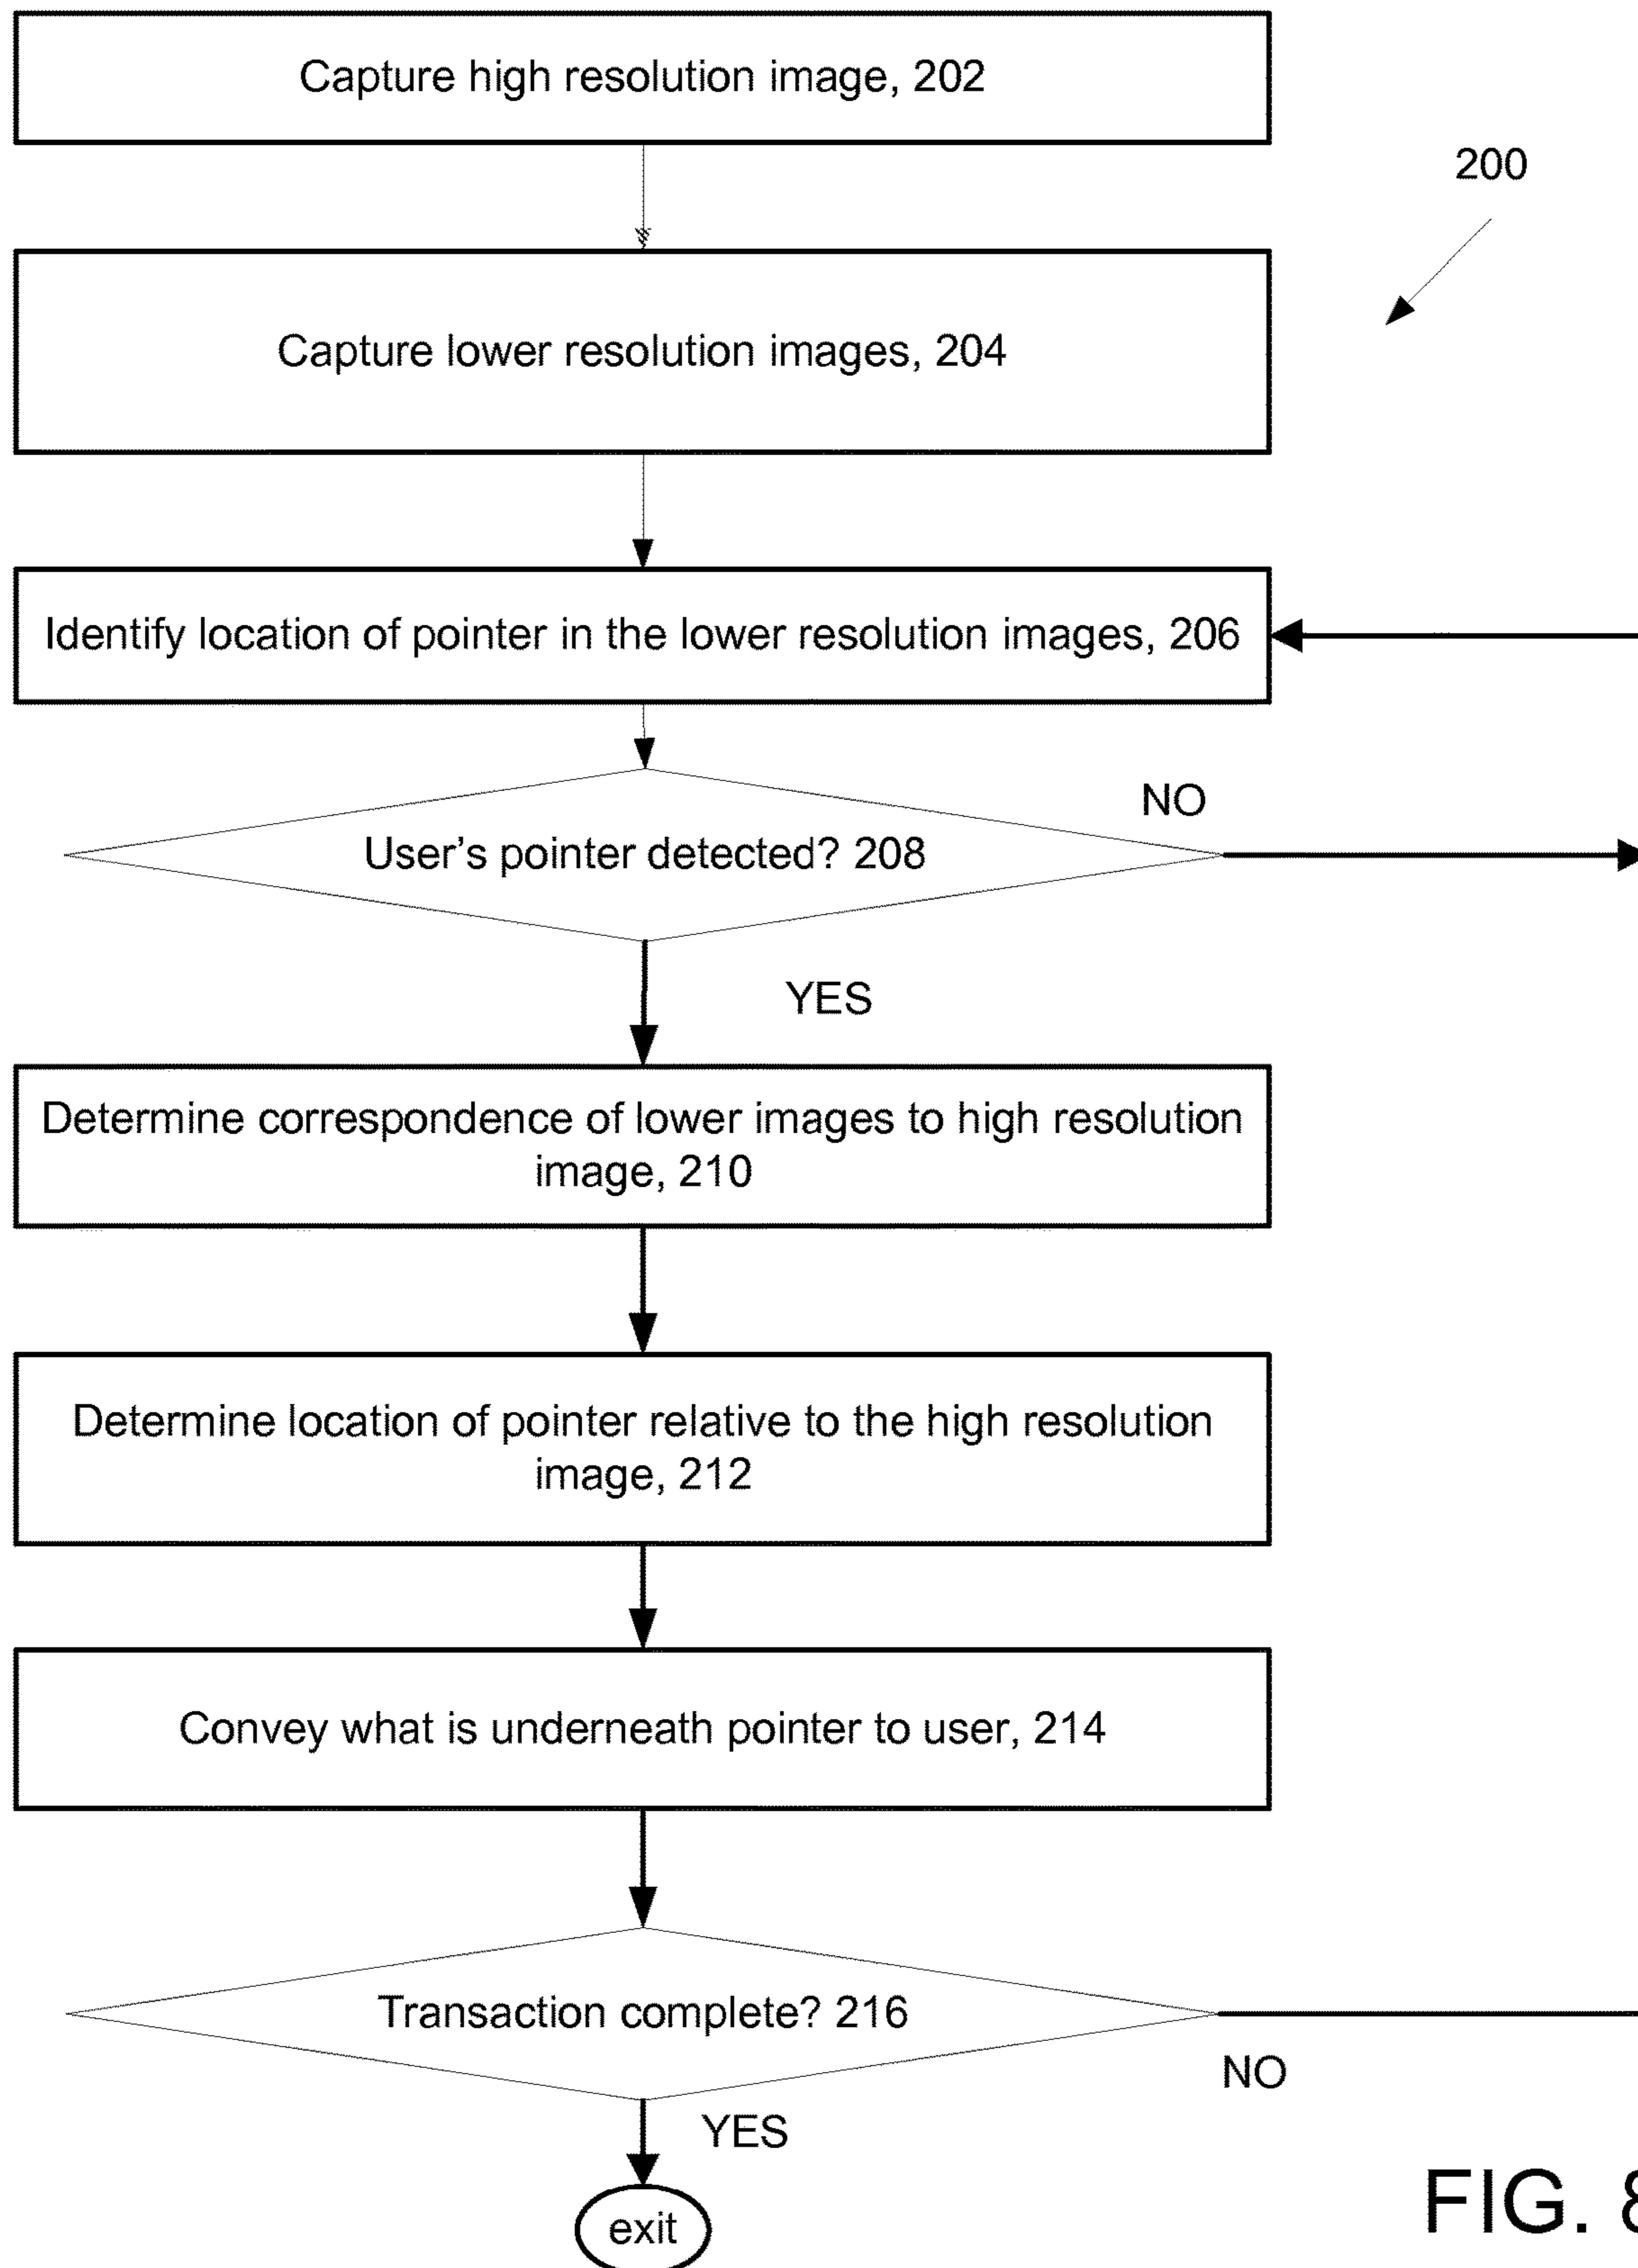 Capture high resolution image, 202
200
Capture lower resolution images, 204
Identify location of pointer in the lower resolution images, 206
NO
User's pointer detected? 208
YES
Determine correspondence of lower images to high resolution
image, 210
Determine location of pointer relative to the high resolution
image, 212
Convey what is underneath pointer to user, 214
Transaction complete? 216
NO
YES
exit
FIG. 8